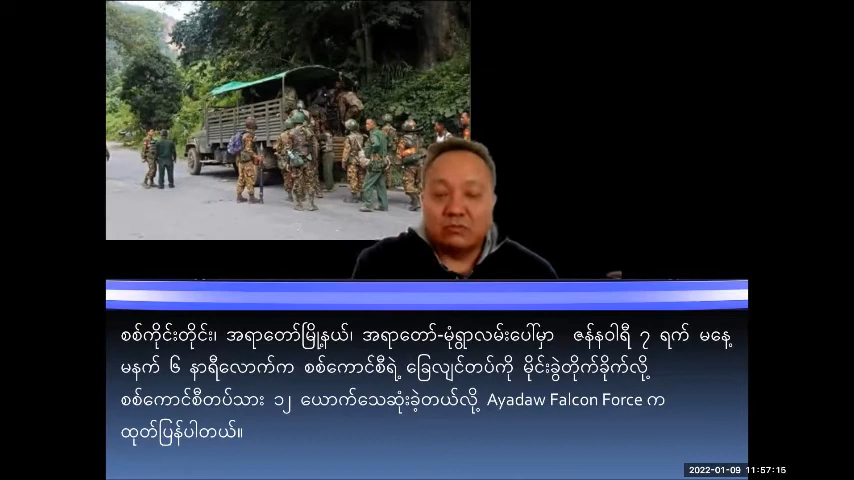 စစ်ကိုင်းတိုင်း၊ အရာတော်မြို့နယ်၊ အရာတော်-မုံရွာလမ်းပေါ်မှာ ဇန်နဝါရီ ၇ ရက် မနေ့
မနက် ၆ နာရီလောက်က စစ်ကောင်စီရဲ့ ခြေလျင်တပ်ကို မိုင်းခွဲတိုက်ခိုက်လို့
စစ်ကောင်စီတပ်သား ၁၂ ယောက်သေဆုံးခဲ့တယ်လို့ Ayadaw Falcon Force က
ထုတ်ပြန်ပါတယ်။
2022-01-09 11:57:15